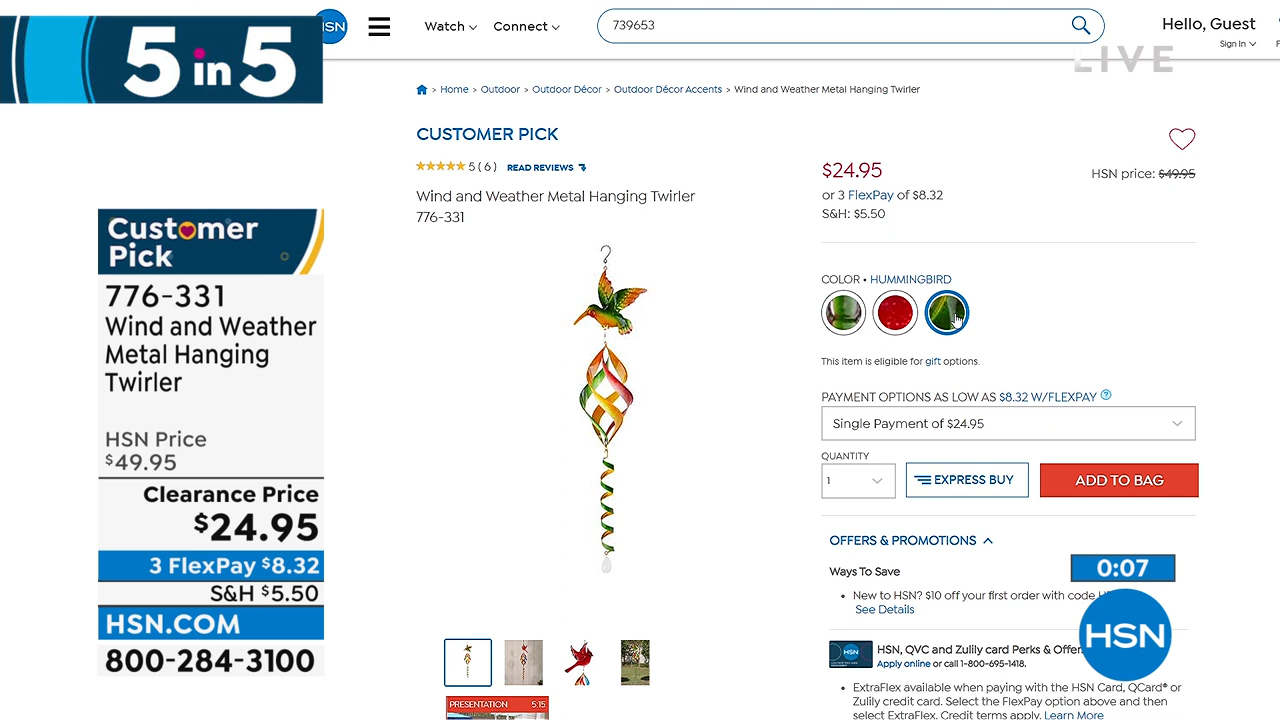 5 in 5
HSN
Watch
Connect
739653
Hello, Guest
Sign In
LIVE
> Home > Outdoor > Outdoor Décor > Outdoor Décor Accents > Wind and Weather Metal Hanging Twirler
CUSTOMER PICK
5 ( 6 ) READ REVIEWS
Wind and Weather Metal Hanging Twirler
776-331
$24.95
HSN price: $49.95
or 3 FlexPay of $8.32
S&H: $5.50
COLOR • HUMMINGBIRD
This item is eligible for gift options.
PAYMENT OPTIONS AS LOW AS $8.32 W/FLEXPAY ?
Single Payment of $24.95
QUANTITY
1
EXPRESS BUY
ADD TO BAG
OFFERS & PROMOTIONS
Ways To Save
0:07
• New to HSN? $10 off your first order with code
See Details
HSN
HSN, QVC and Zulily card Perks & Offer
Apply online or call 1-800-695-1418.
• ExtraFlex available when paying with the HSN Card, QCard® or
Zulily credit card. Select the FlexPay option above and then
select ExtraFlex. Credit terms apply. Learn More
HSN
PRESENTATION 5:15
Customer
Pick
776-331
Wind and Weather
Metal Hanging
Twirler
HSN Price
$49.95
Clearance Price
$24.95
3 FlexPay $8.32
S&H $5.50
HSN.COM
800-284-3100